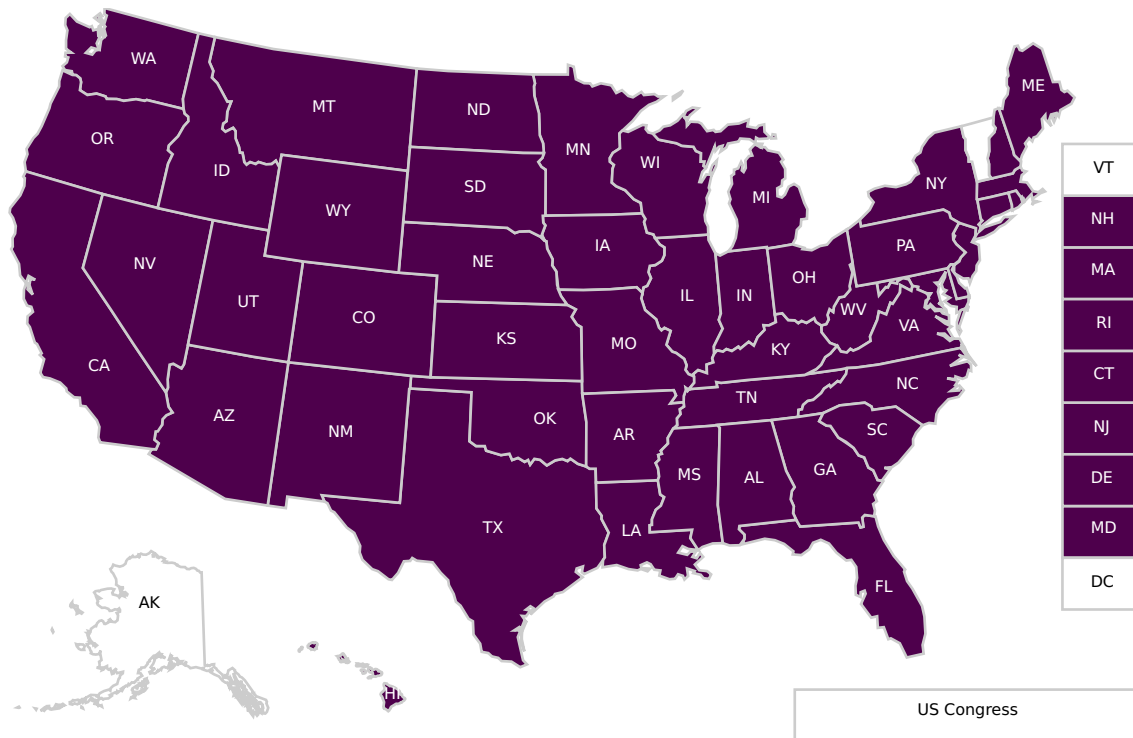 WA
MT
ND
MN
ME
OR
ID
SD
WI
MI
NY
VT
WY
NH
NV
UT
CO
NE
IA
IL
IN
OH
PA
MA
CA
KS
MO
KY
WV
VA
RI
AZ
NM
OK
AR
TN
NC
CT
TX
LA
MS
AL
GA
SC
NJ
DE
MD
FL
DC
AK
HI
US Congress